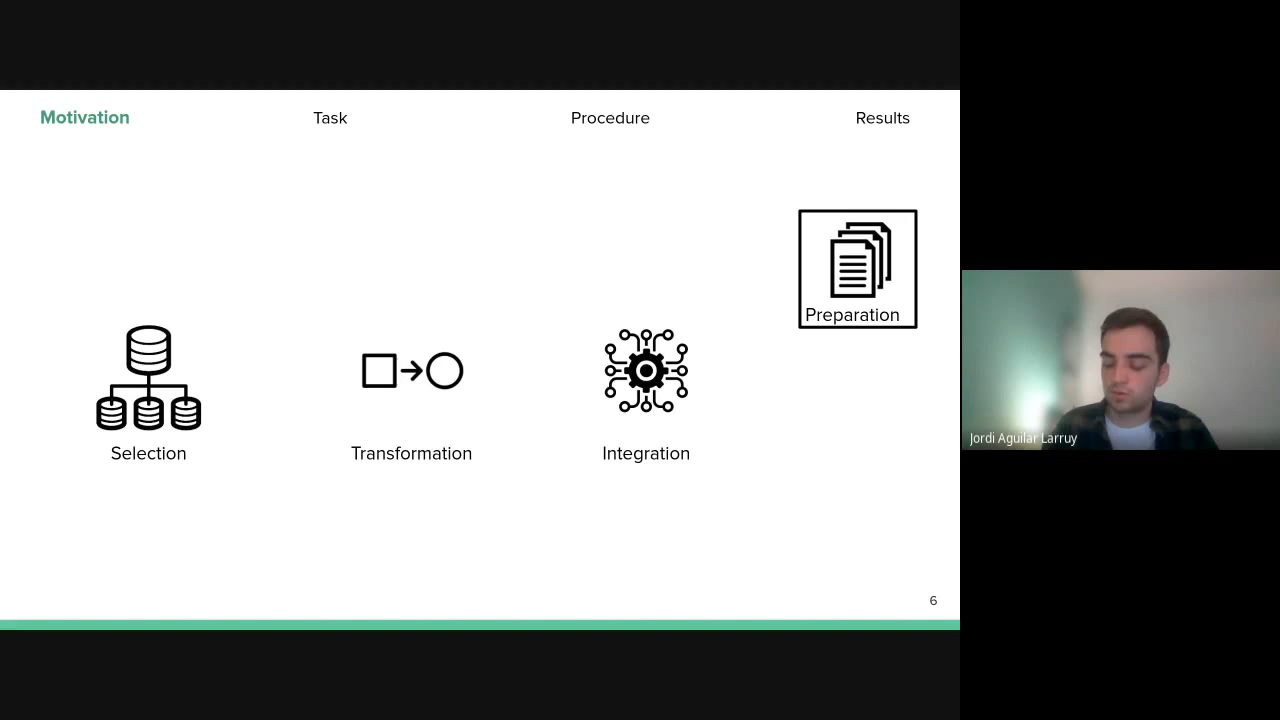 Motivation
Task
Procedure
Results
Preparation
Selection
Transformation
Integration
Jordi Aguilar Larruy
6